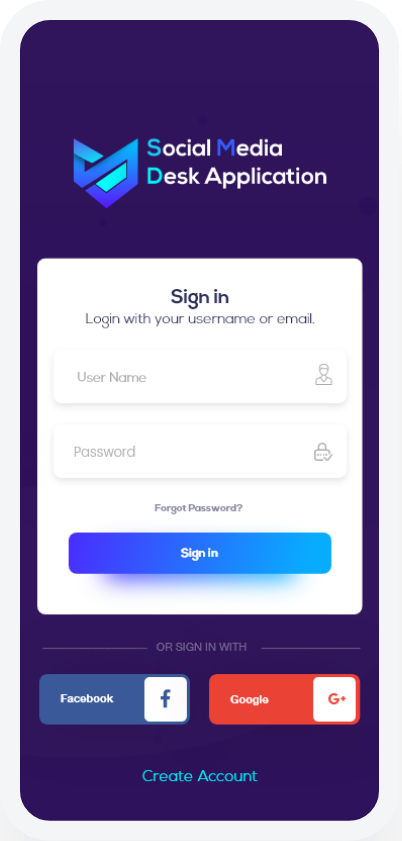 Social Media
Desk Application
Sign in
Login with your username or email.
User Name
Password
Forgot Password?
Sign in
OR SIGN IN WITH
Facebook f
Google G+
Create Account